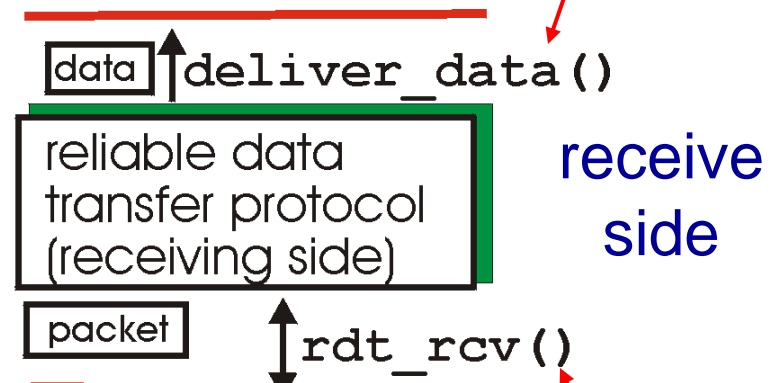 data deliver_data()
reliable data
transfer protocol
(receiving side)
receive
side
packet rdt_rcv()